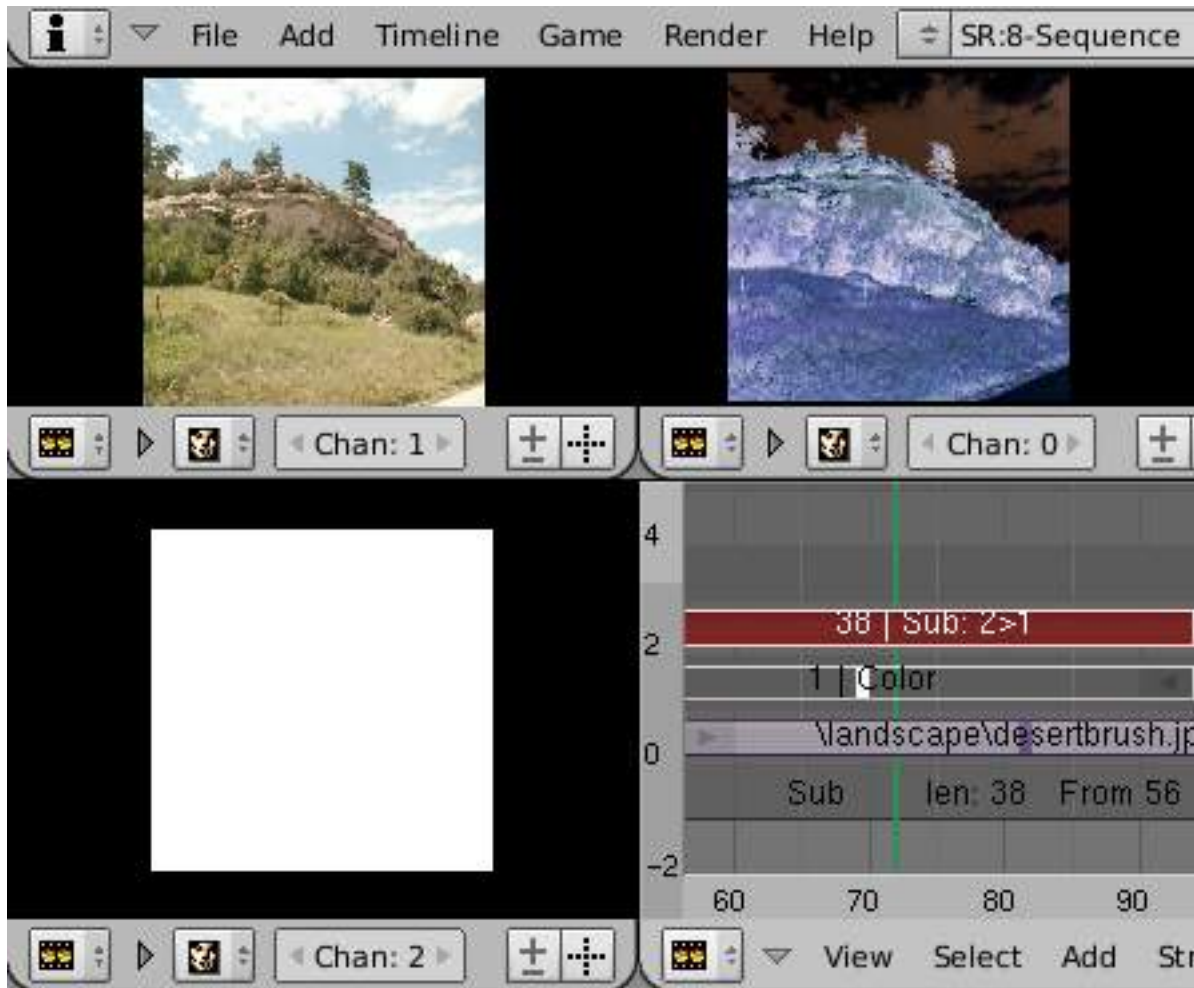 File Add Timeline Game Render Help SR:8-Sequence
Chan: 1
Chan: 0
4
38 | Sub: 2>1
2
1 | Color
\landscape\desertbrush.jp
0
Sub len: 38 From 56
-2
60 70 80 90
Chan: 2
View Select Add Str